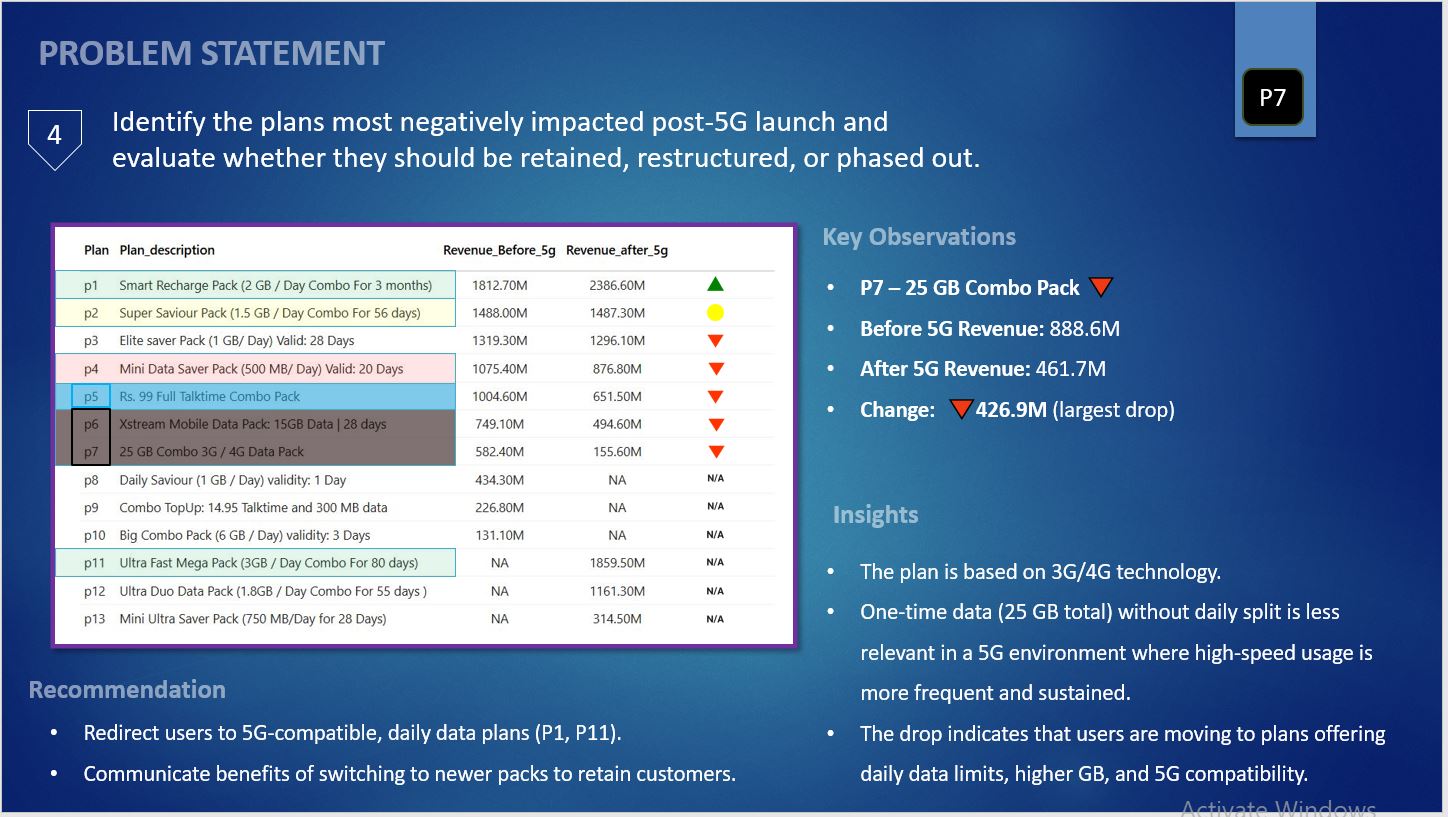 PROBLEM STATEMENT
P7
4
Identify the plans most negatively impacted post-5G launch and
evaluate whether they should be retained, restructured, or phased out.
Plan Plan_description Revenue_Before_5g Revenue_after_5g
p1 Smart Recharge Pack (2 GB / Day Combo For 3 months) 1812.70M 2386.60M
p2 Super Saviour Pack (1.5 GB / Day Combo For 56 days) 1488.00M 1487.30M
p3 Elite saver Pack (1 GB/ Day) Valid: 28 Days 1319.30M 1296.10M
p4 Mini Data Saver Pack (500 MB/ Day) Valid: 20 Days 1075.40M 876.80M
p5 Rs. 99 Full Talktime Combo Pack 1004.60M 651.50M
p6 Xstream Mobile Data Pack: 15GB Data | 28 days 749.10M 494.60M
p7 25 GB Combo 3G / 4G Data Pack 582.40M 155.60M
p8 Daily Saviour (1 GB / Day) validity: 1 Day 434.30M NA N/A
p9 Combo TopUp: 14.95 Talktime and 300 MB data 226.80M NA N/A
p10 Big Combo Pack (6 GB / Day) validity: 3 Days 131.10M NA N/A
p11 Ultra Fast Mega Pack (3GB / Day Combo For 80 days) NA 1859.50M N/A
p12 Ultra Duo Data Pack (1.8GB / Day Combo For 55 days ) NA 1161.30M N/A
p13 Mini Ultra Saver Pack (750 MB/Day for 28 Days) NA 314.50M N/A
Key Observations
• P7 – 25 GB Combo Pack
• Before 5G Revenue: 888.6M
• After 5G Revenue: 461.7M
• Change: 426.9M (largest drop)
Insights
• The plan is based on 3G/4G technology.
• One-time data (25 GB total) without daily split is less
relevant in a 5G environment where high-speed usage is
more frequent and sustained.
• The drop indicates that users are moving to plans offering
daily data limits, higher GB, and 5G compatibility.
Recommendation
• Redirect users to 5G-compatible, daily data plans (P1, P11).
• Communicate benefits of switching to newer packs to retain customers.
Activate Windows